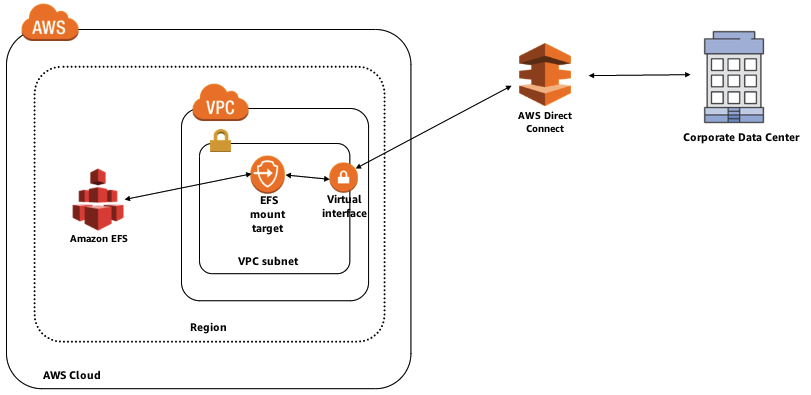 AWS
VPC
AWS Direct
Connect
Corporate Data Center
EFS
mount
target
Virtual
interface
Amazon EFS
VPC subnet
Region
AWS Cloud